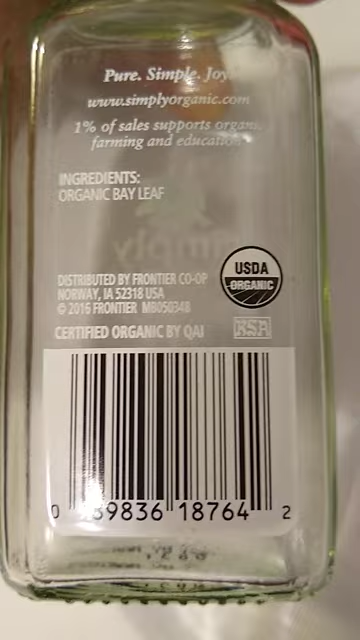 Pure. Simple. Joy.
www.simplyorganic.com
1% of sales supports organic
farming and education
INGREDIENTS:
ORGANIC BAY LEAF
USDA
ORGANIC
DISTRIBUTED BY FRONTIER CO-OP
NORWAY, IA 52318 USA
© 2016 FRONTIER MB050348
CERTIFIED ORGANIC BY QAI
KSA
0 89836 18764 2